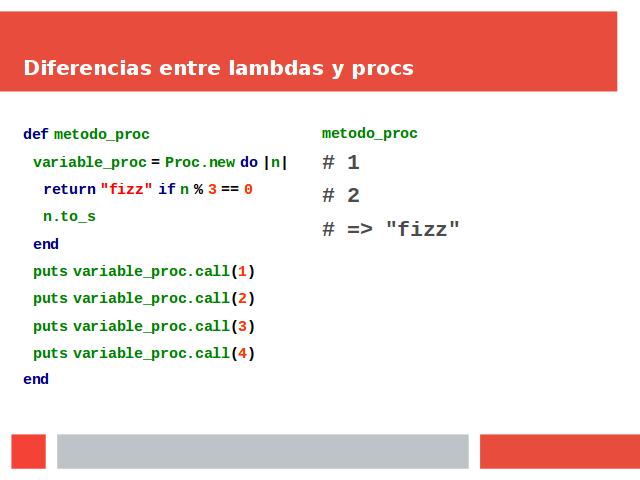 Diferencias entre lambdas y procs
def metodo_proc
variable_proc = Proc.new do |n|
return "fizz" if n % 3 == 0
n.to_s
end
puts variable_proc.call(1)
puts variable_proc.call(2)
puts variable_proc.call(3)
puts variable_proc.call(4)
end
metodo_proc
# 1
# 2
# => "fizz"